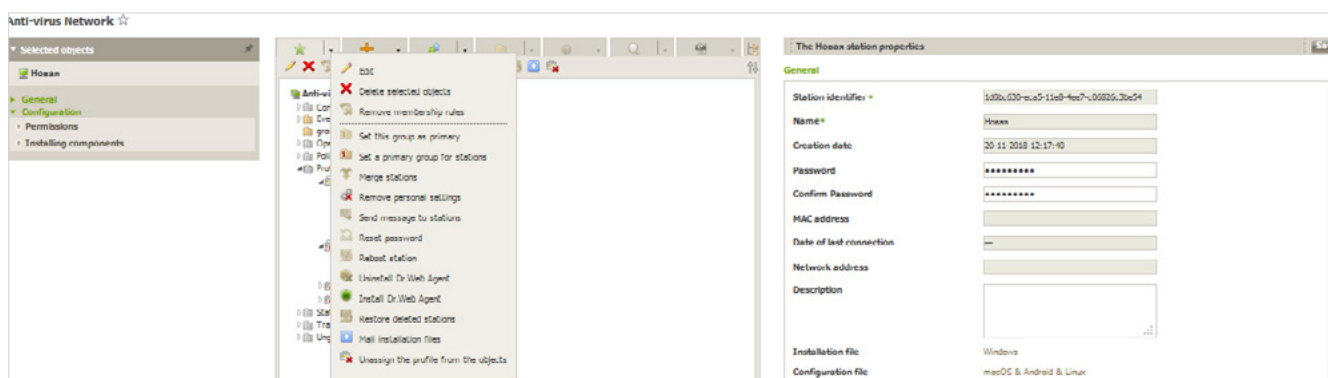 Anti-virus Network
Selected objects
Новая
General
Configuration
Permissions
Installing components
Edit
Delete selected objects
Remove membership rules
Set this group as primary
Set a primary group for stations
Merge stations
Remove personal settings
Send message to stations
Reset password
Reboot station
Uninstall Dr.Web Agent
Install Dr.Web Agent
Restore deleted stations
Mail installation files
Unassign the profile from the objects
The Новая station properties
General
Station identifier *
Name*
Новая
Creation date
20-11-2018 12:17:40
Password
•••••••••
Confirm Password
•••••••••
MAC address
Date of last connection
—
Network address
Description
Installation file
Windows
Configuration file
macOS & Android & Linux